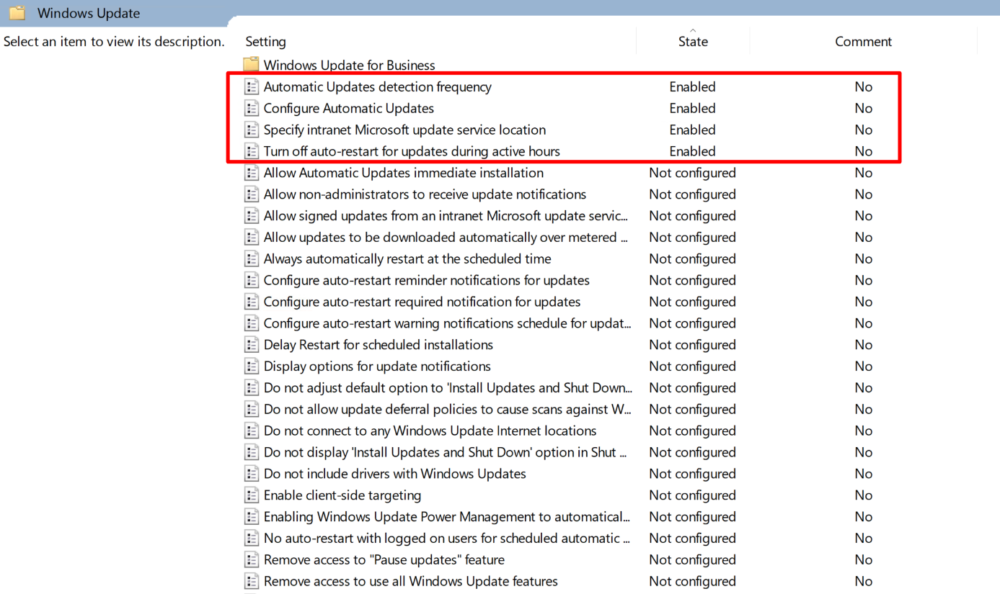 Windows Update
Select an item to view its description.
Setting State Comment
Windows Update for Business
Automatic Updates detection frequency Enabled No
Configure Automatic Updates Enabled No
Specify intranet Microsoft update service location Enabled No
Turn off auto-restart for updates during active hours Enabled No
Allow Automatic Updates immediate installation Not configured No
Allow non-administrators to receive update notifications Not configured No
Allow signed updates from an intranet Microsoft update servic... Not configured No
Allow updates to be downloaded automatically over metered ... Not configured No
Always automatically restart at the scheduled time Not configured No
Configure auto-restart reminder notifications for updates Not configured No
Configure auto-restart required notification for updates Not configured No
Configure auto-restart warning notifications schedule for updat... Not configured No
Delay Restart for scheduled installations Not configured No
Display options for update notifications Not configured No
Do not adjust default option to 'Install Updates and Shut Down... Not configured No
Do not allow update deferral policies to cause scans against W... Not configured No
Do not connect to any Windows Update Internet locations Not configured No
Do not display 'Install Updates and Shut Down' option in Shut ... Not configured No
Do not include drivers with Windows Updates Not configured No
Enable client-side targeting Not configured No
Enabling Windows Update Power Management to automatical... Not configured No
No auto-restart with logged on users for scheduled automatic ... Not configured No
Remove access to "Pause updates" feature Not configured No
Remove access to use all Windows Update features Not configured No